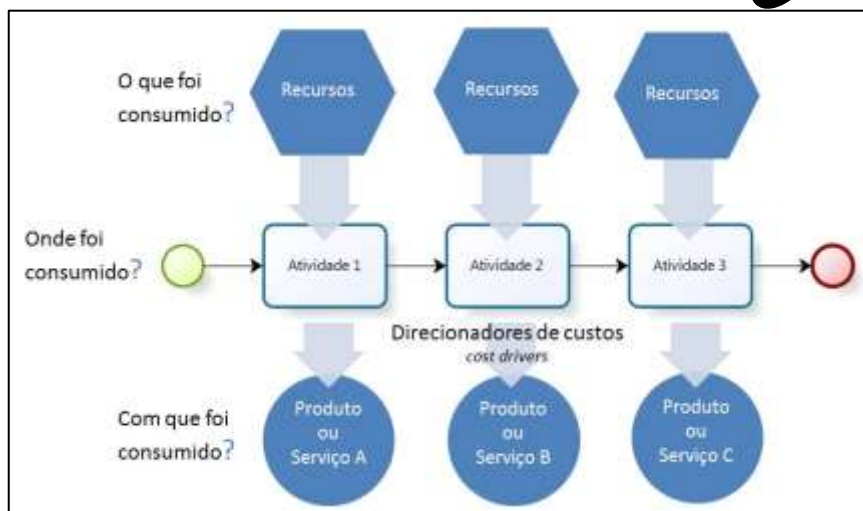 O que foi
consumido?
Recursos
Recursos
Recursos
Onde foi
consumido?
Atividade 1
Atividade 2
Atividade 3
Direcionadores de custos
cost drivers
Com que foi
consumido?
Produto
ou
Serviço A
Produto
ou
Serviço B
Produto
ou
Serviço C